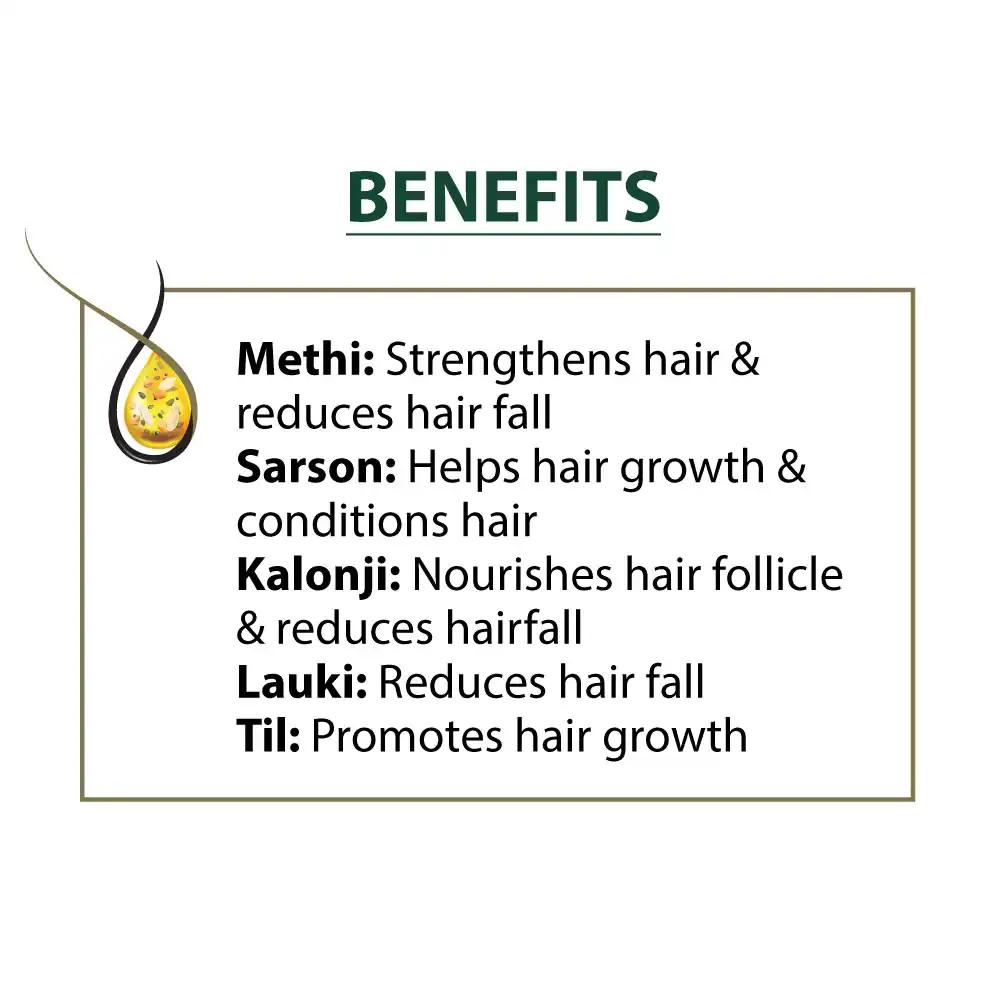 BENEFITS
Methi: Strengthens hair &
reduces hair fall
Sarson: Helps hair growth &
conditions hair
Kalonji: Nourishes hair follicle
& reduces hairfall
Lauki: Reduces hair fall
Til: Promotes hair growth